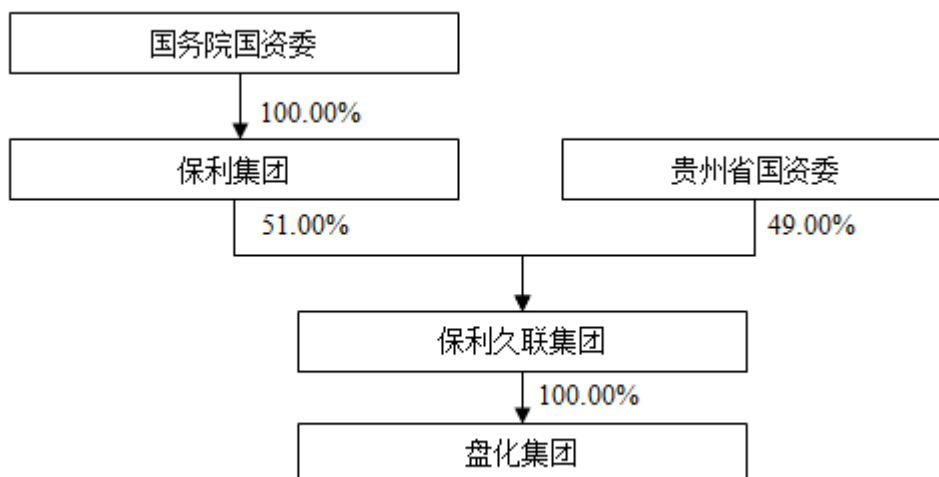 国务院国资委
100.00%
保利集团
贵州省国资委
51.00%
49.00%
保利久联集团
100.00%
盘化集团